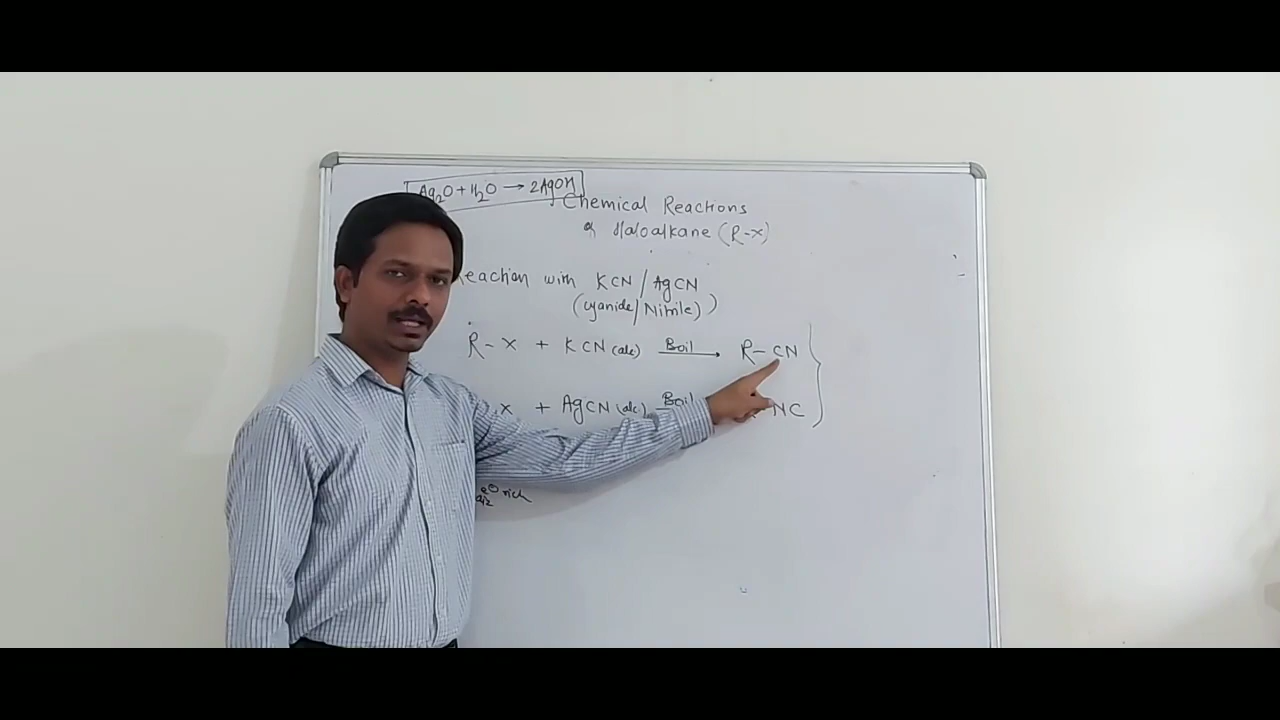 Ag₂O + H₂O → 2AgOH
Chemical Reactions
of Haloalkane (R-X)
Reaction with KCN / AgCN
(cyanide/Nitrile)
R-X + KCN (alc) Boil → R-CN
X + AgCN (alc) Boil NC
e⊖ rich